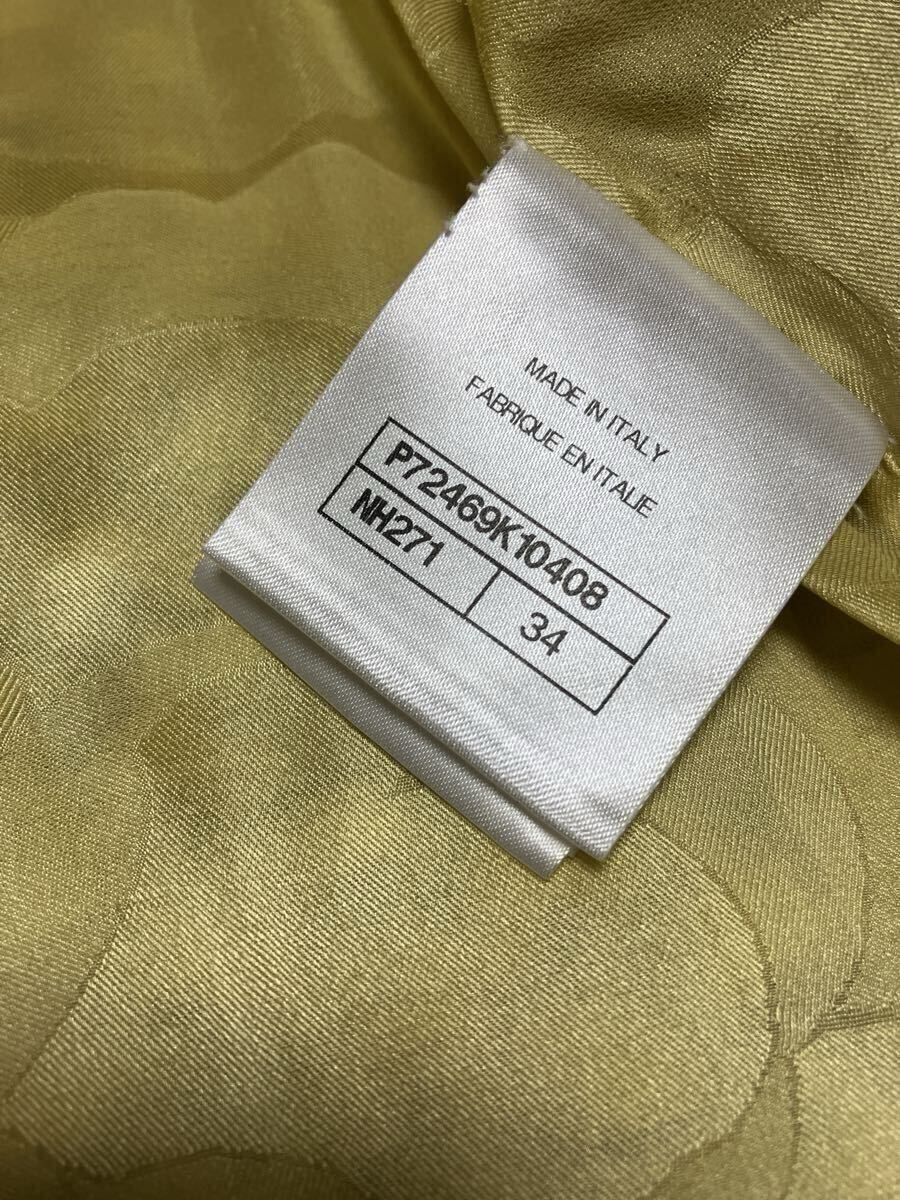 MADE IN ITALY
FABRIQUE EN ITALIE
P72469K10408
NH271 34